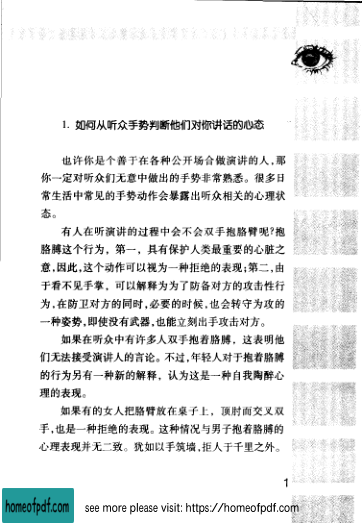 1. 如何从听众手势判断他们对你讲话的心态
也许你是个善于在各种公开场合做演讲的人,那
你一定对听众们无意中做出的手势非常熟悉。很多日
常生活中常见的手势动作会暴露出听众相关的心理状
态。
有人在听演讲的过程中会不会双手抱胳臂呢?抱
胳膊这个行为，第一，具有保护人类最重要的心脏之
意,因此,这个动作可以视为一种拒绝的表现;第二,由
于看不见手掌，可以解释为为了防备对方的攻击性行
为,在防卫对方的同时,必要的时候,也会转守为攻的
一种姿势,即使没有武器,也能立刻出手攻击对方。
如果在听众中有许多人双手抱着胳膊，这表明他
们无法接受演讲人的言论。不过,年轻人对于抱着胳膊
的行为另有一种新的解释，认为这是一种自我陶醉心
理的表现。
如果有的女人把胳臂放在桌子上，顶肘而交叉双
手,也是一种拒绝的表现。这种情况与男子抱着胳膊的
心理表现并无二致。犹如以手筑墙,拒人于千里之外。
1
homeofpdf.com
see more please visit: https://homeofpdf.com